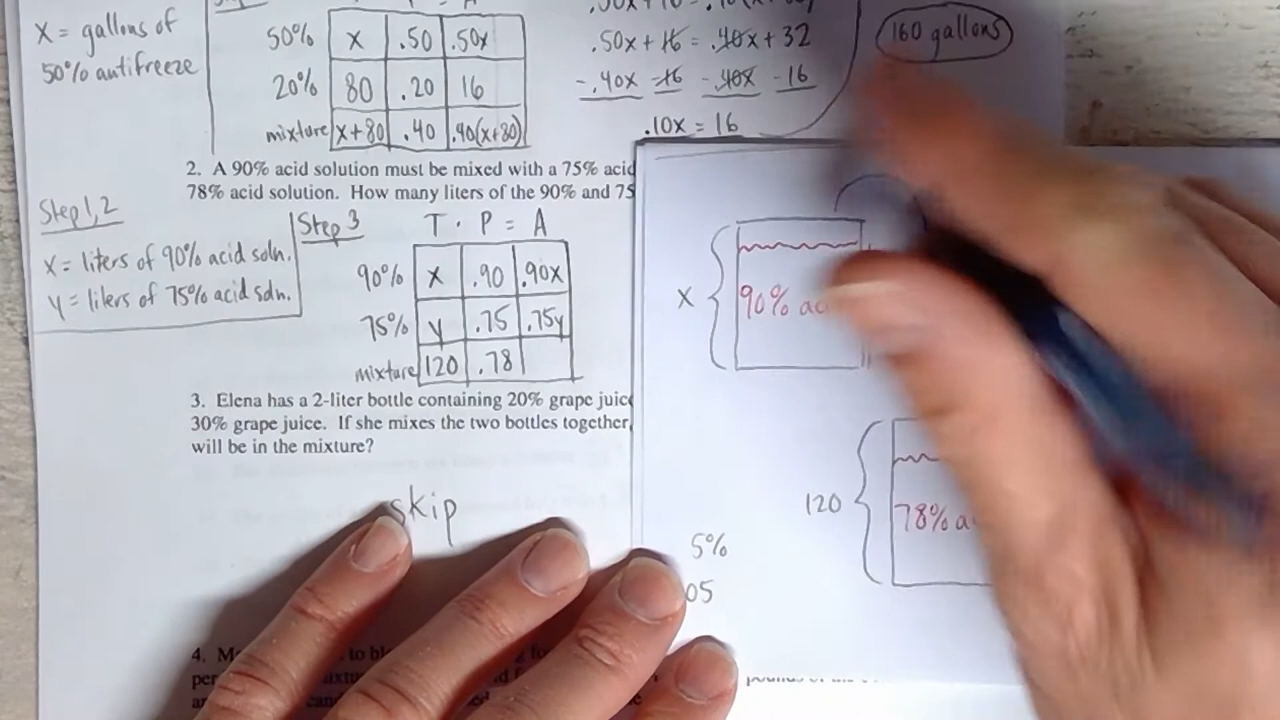 x = gallons of
50% antifreeze
50% x .50 .50x
20% 80 .20 16
mixture x+80 .40 .40(x+80)
.50x + 16 = .40x + 32
-.40x -16 -.40x -16
.10x = 16
160 gallons
2. A 90% acid solution must be mixed with a 75% acid
78% acid solution. How many liters of the 90% and 75
Step 1,2
x = liters of 90% acid soln.
y = liters of 75% acid soln.
Step 3
T · P = A
90% x .90 .90x
75% y .75 .75y
mixture 120 .78
x
90% ac
120
78% a
5%
05
3. Elena has a 2-liter bottle containing 20% grape juic
30% grape juice. If she mixes the two bottles together,
will be in the mixture?
skip
4.